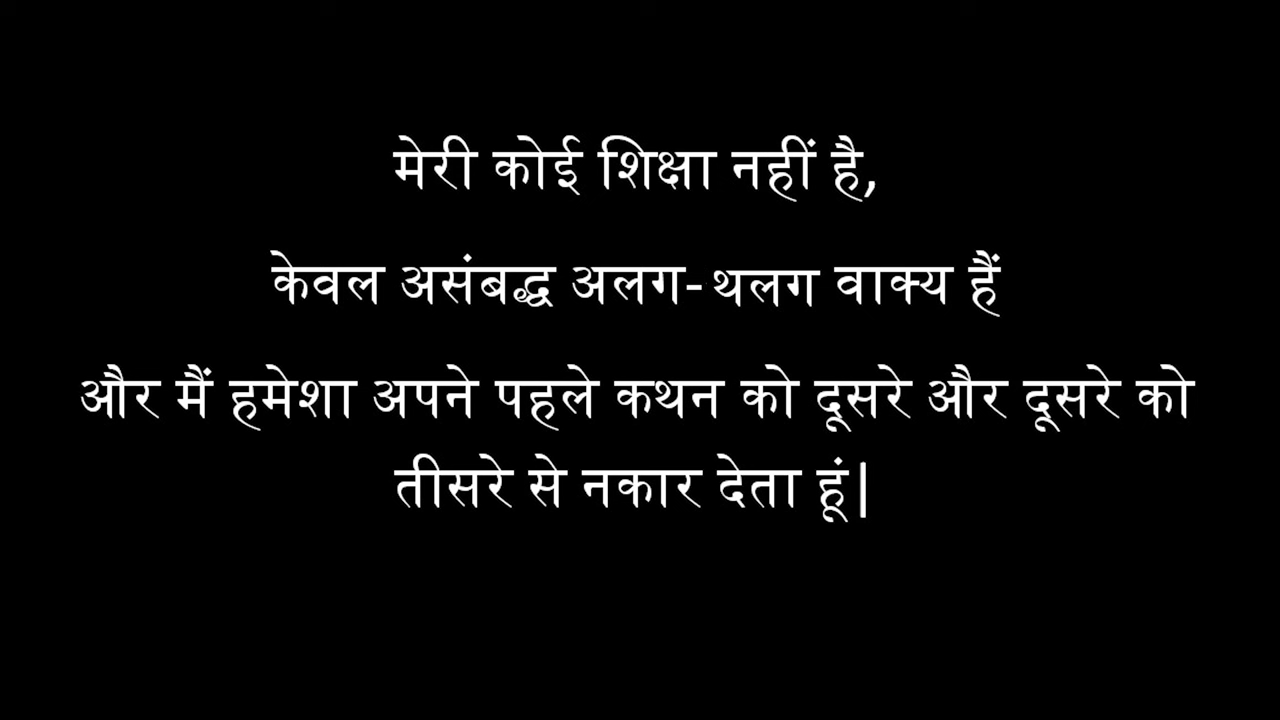 मेरी कोई शिक्षा नहीं है,
केवल असंबद्ध अलग-थलग वाक्य हैं
और मैं हमेशा अपने पहले कथन को दूसरे और दूसरे को
तीसरे से नकार देता हूं|